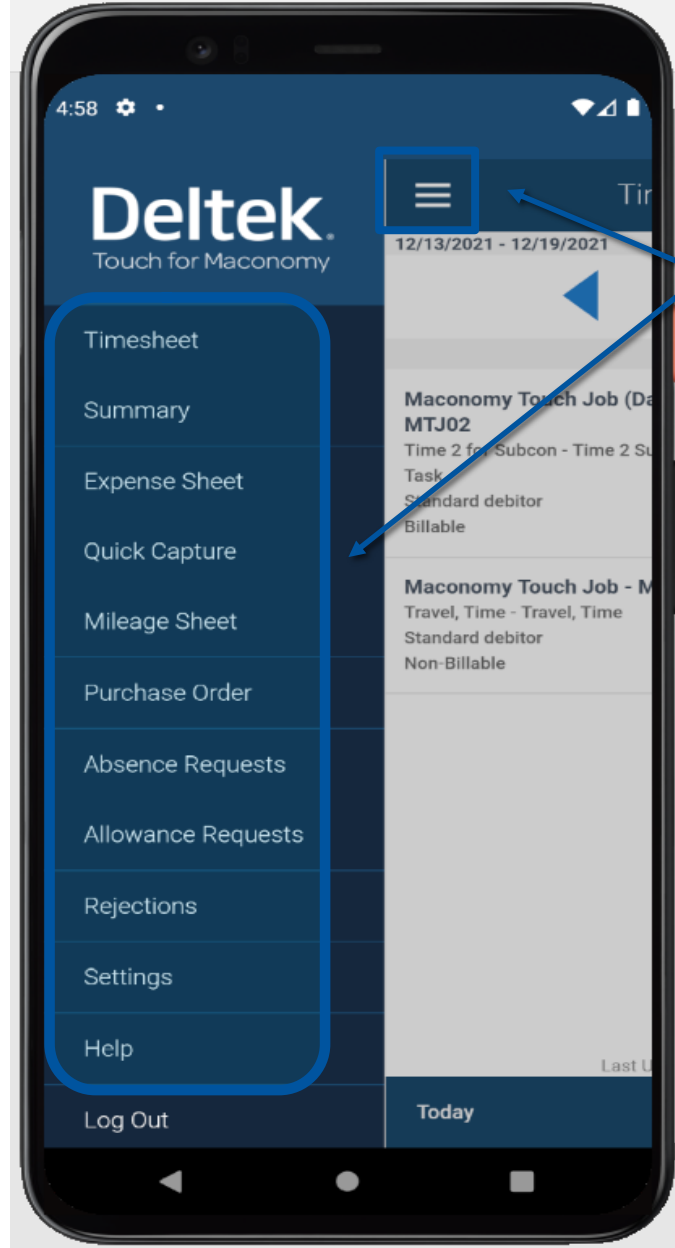 4:58
Deltek.
Touch for Maconomy
Timesheet
Summary
Expense Sheet
Quick Capture
Mileage Sheet
Purchase Order
Absence Requests
Allowance Requests
Rejections
Settings
Help
Log Out
12/13/2021 - 12/19/2021
Maconomy Touch Job (Da
MTJ02
Time 2 for Subcon - Time 2 Su
Task
Standard debitor
Billable
Maconomy Touch Job - M
Travel, Time - Travel, Time
Standard debitor
Non-Billable
Last U
Today